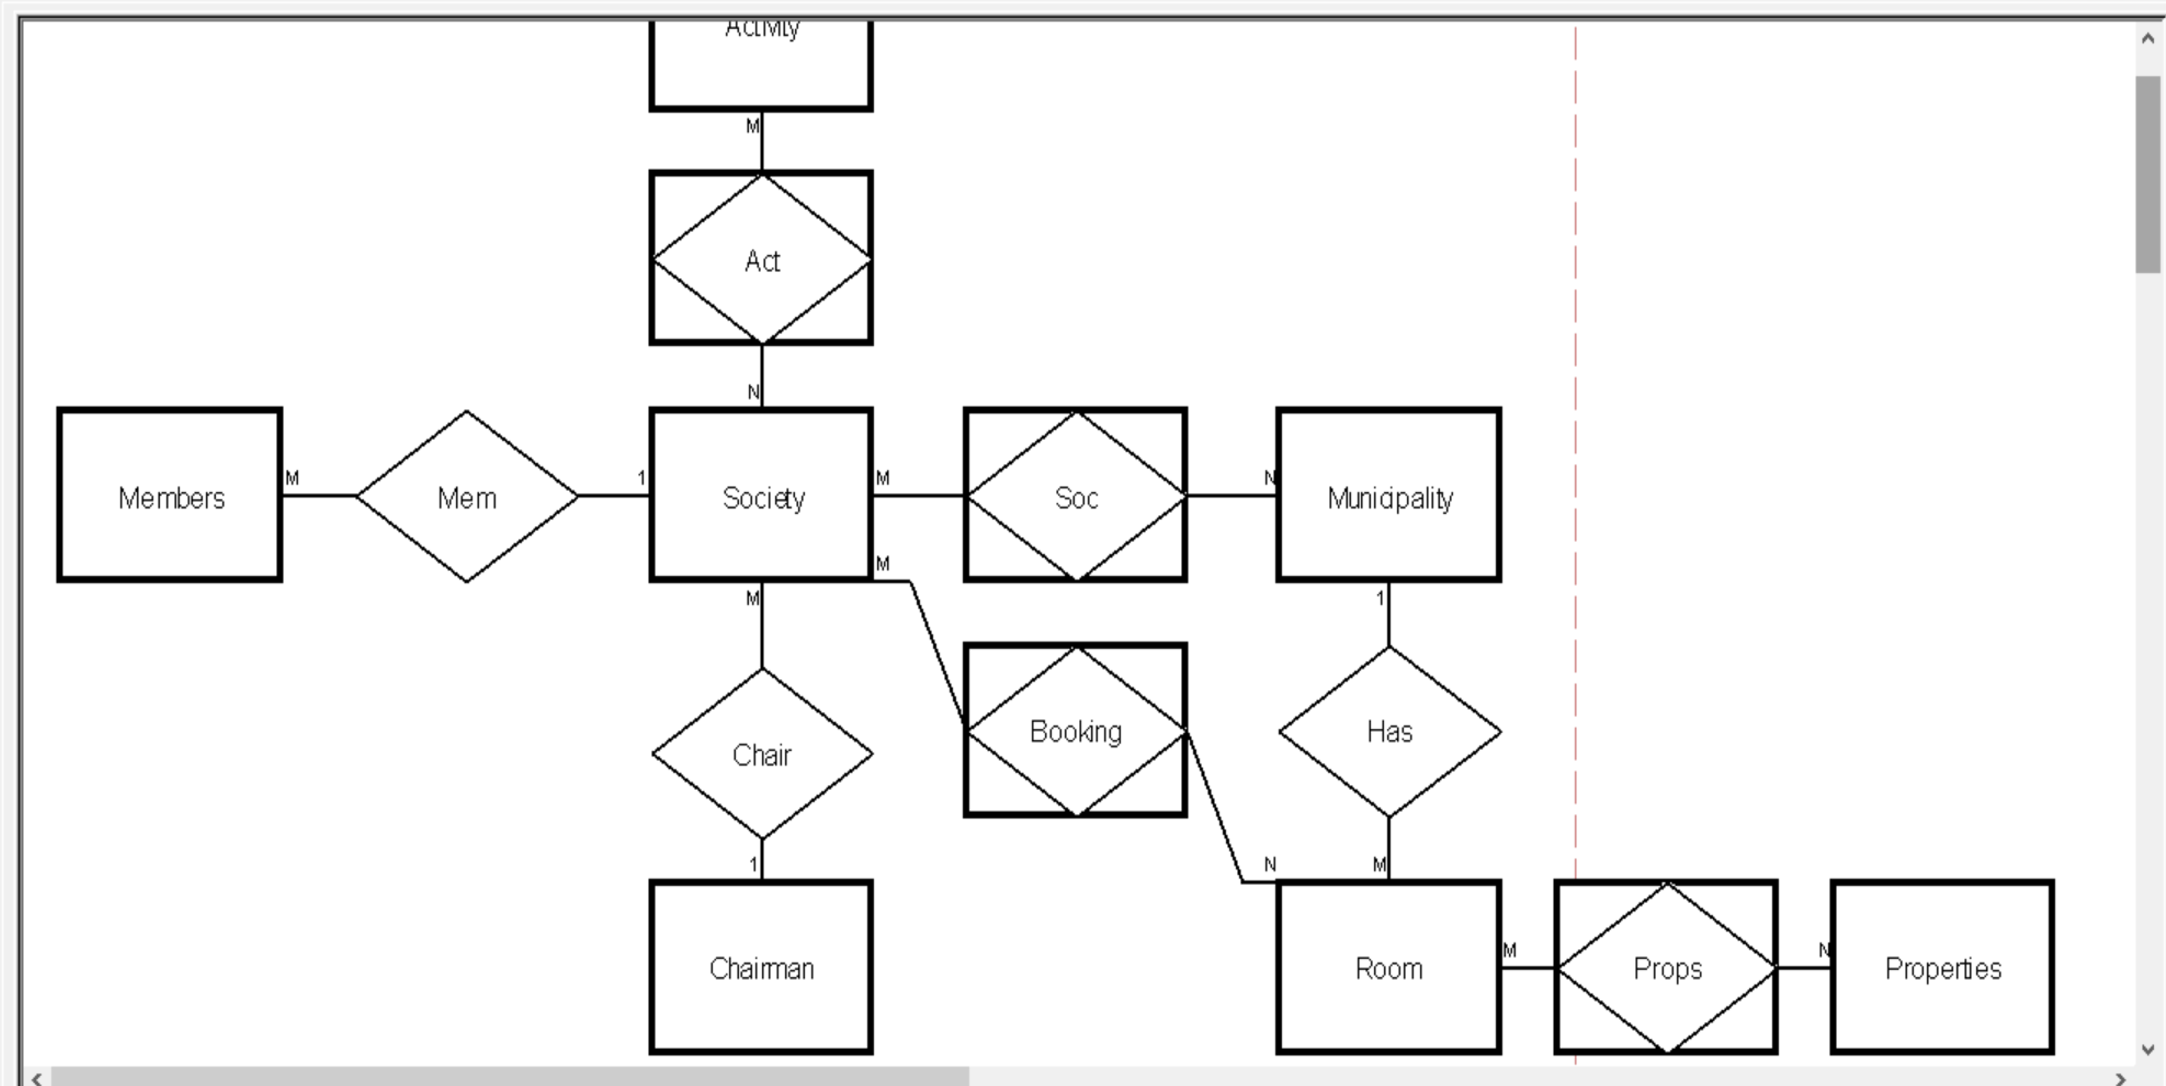 Activity
M
Act
N
Members
M
Mem
1
Society
M
Soc
N
Municipality
M
M
1
Booking
Has
Chair
1
N
M
Chairman
Room
M
Props
N
Properties